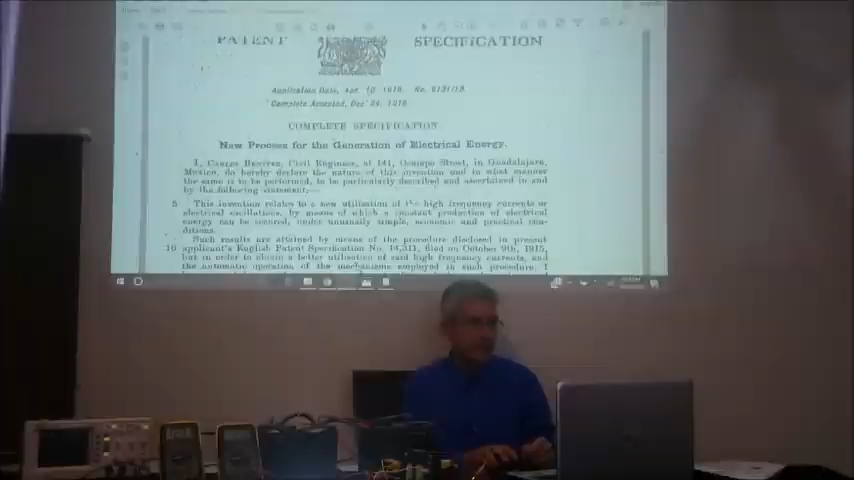 PATENT SPECIFICATION
Application Date, Apr. 10, 1918. No.
Complete Accepted, Dec. 24, 1918.
COMPLETE SPECIFICATION.
New Process for the Generation of Electrical Energy.
I, Civil Engineer, of 141, Ocampo Street, in Guadalajara,
Mexico, do hereby declare the nature of this invention and in what manner
the same is to be performed, to be particularly described and ascertained in and
by the following statement:—
5 This invention relates to a new utilisation of the high frequency currents or
electrical oscillations, by means of which a constant production of electrical
energy can be secured, under unusually simple, economic and practical con-
ditions.
Such results are attained by means of the procedure disclosed in present
10 applicant's English Patent Specification No. 14,311, filed on October 9th, 1915,
but in order to obtain a better utilisation of said high frequency currents, and
the automatic operation of the mechanisms employed in such procedure, I